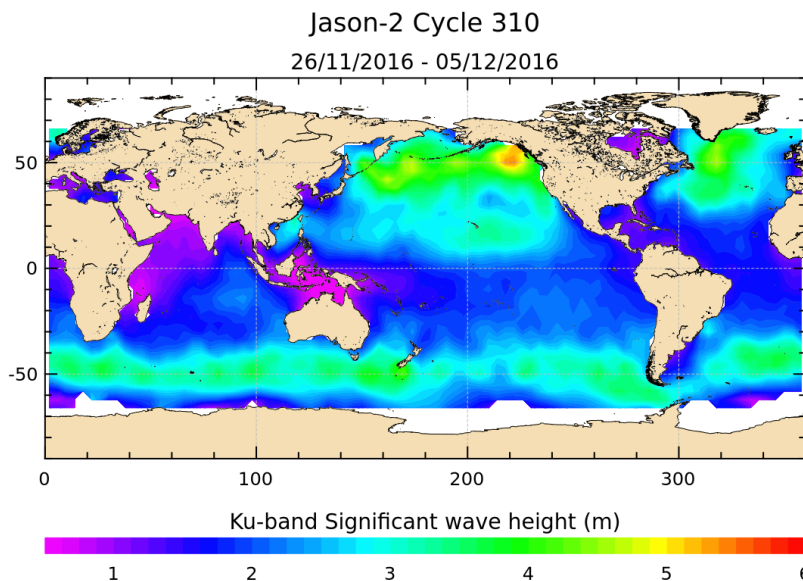 Jason-2 Cycle 310
26/11/2016 - 05/12/2016
50
0
-50
0 100 200 300
Ku-band Significant wave height (m)
1 2 3 4 5 6